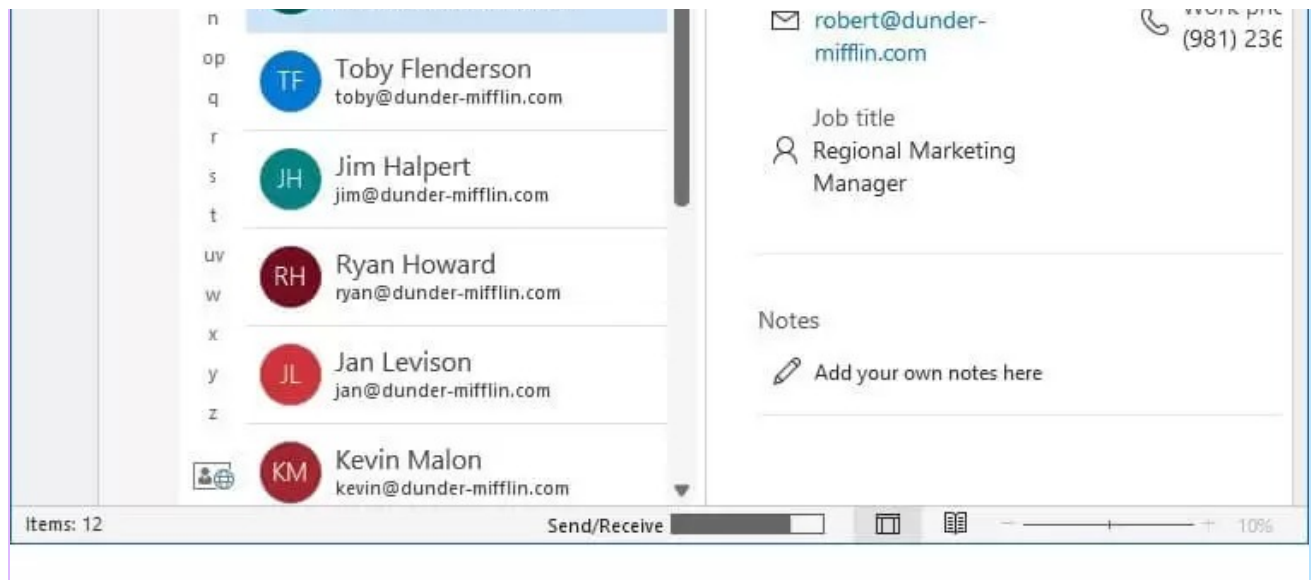 n
op
q
r
s
t
uv
w
x
y
z
TF
Toby Flenderson
toby@dunder-mifflin.com
JH
Jim Halpert
jim@dunder-mifflin.com
RH
Ryan Howard
ryan@dunder-mifflin.com
JL
Jan Levison
jan@dunder-mifflin.com
KM
Kevin Malon
kevin@dunder-mifflin.com
robert@dunder-
mifflin.com
(981) 236
Job title
Regional Marketing
Manager
Notes
Add your own notes here
Items: 12
Send/Receive
10%